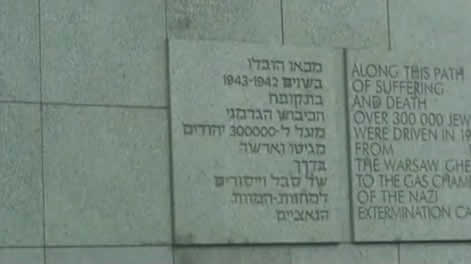 מכאן הובלו
בשנים 1943-1942
בתקופת
הכיבוש הגרמני
מעל ל-300000 יהודים
מגיטו וארשה
בדרך
של סבל וייסורים
למחנות-המוות
הנאציים
ALONG THIS PATH
OF SUFFERING
AND DEATH
OVER 300 000 JEW
WERE DRIVEN IN 19
FROM
THE WARSAW GHE
TO THE GAS CHAM
OF THE NAZI
EXTERMINATION CA